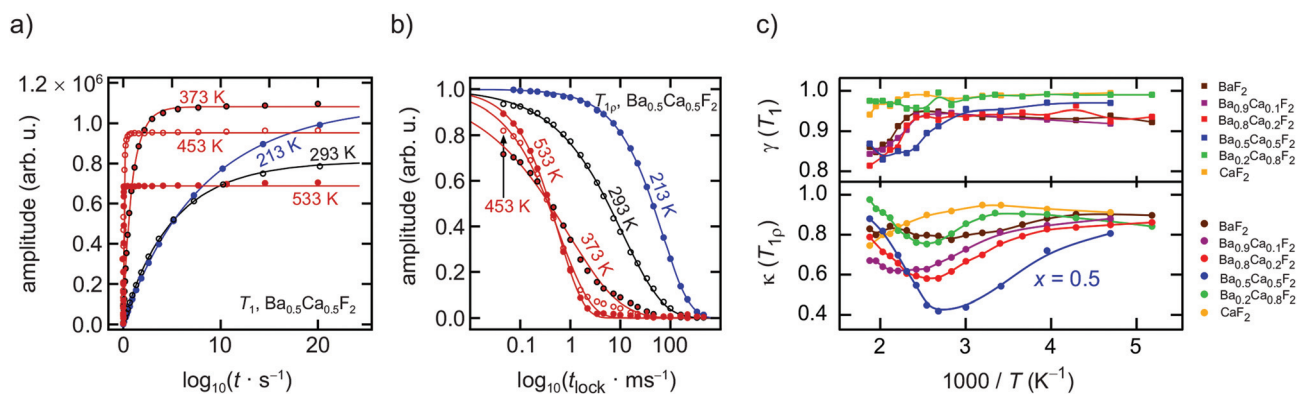 a)
1.2 × 10⁶
1.0
0.8
0.6
0.4
0.2
0.0
amplitude (arb. u.)
373 K
453 K
213 K
293 K
533 K
T₁, Ba₀.₅Ca₀.₅F₂
0
5
10
15
20
log₁₀(t · s⁻¹)
b)
1.0
0.8
0.6
0.4
0.2
0.0
amplitude (arb. u.)
T₁ρ, Ba₀.₅Ca₀.₅F₂
533 K
453 K
373 K
293 K
213 K
0.1
1
10
100
log₁₀(t_lock · ms⁻¹)
c)
γ (T₁)
1.0
0.9
0.8
κ (T₁ρ)
1.0
0.8
0.6
0.4
x = 0.5
2
3
4
5
1000 / T (K⁻¹)
BaF₂
Ba₀.₉Ca₀.₁F₂
Ba₀.₈Ca₀.₂F₂
Ba₀.₅Ca₀.₅F₂
Ba₀.₂Ca₀.₈F₂
CaF₂
BaF₂
Ba₀.₉Ca₀.₁F₂
Ba₀.₈Ca₀.₂F₂
Ba₀.₅Ca₀.₅F₂
Ba₀.₂Ca₀.₈F₂
CaF₂